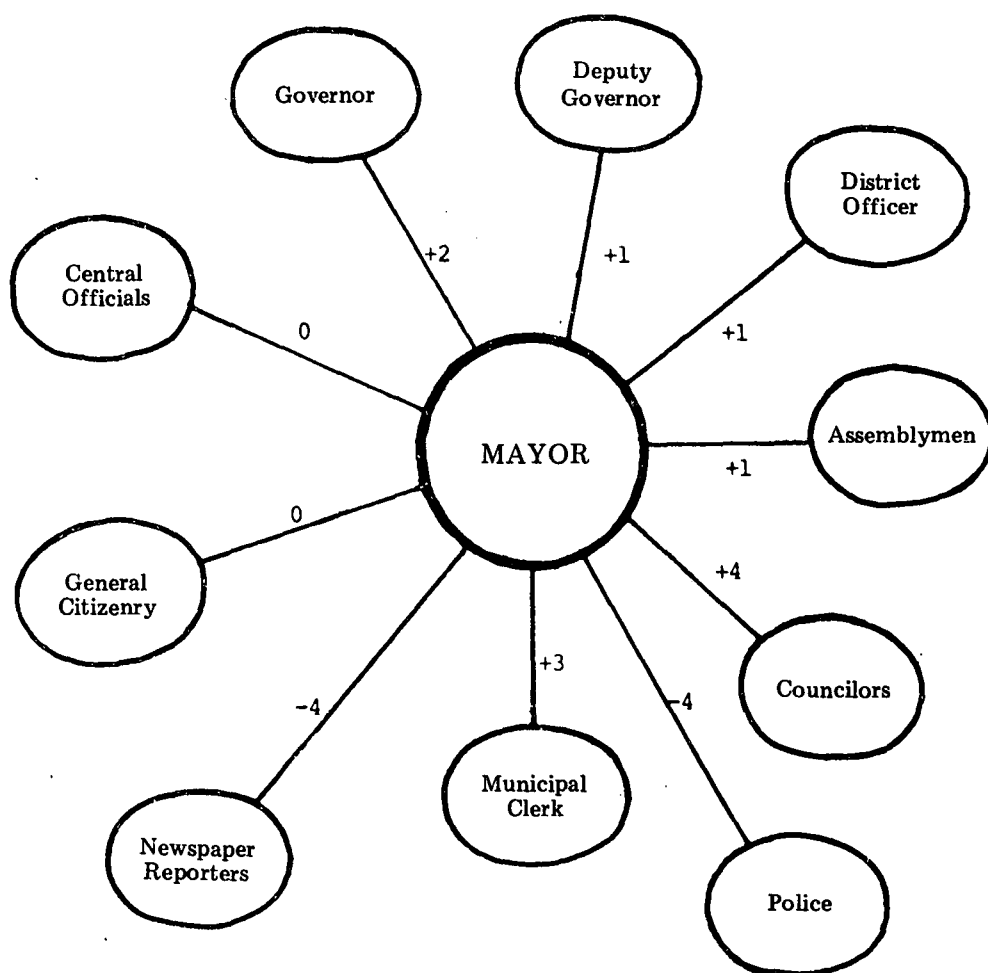 Governor
Deputy
Governor
District
Officer
Central
Officials
+2
+1
0
+1
Assemblymen
MAYOR
+1
0
+4
General
Citizenry
+3
Councilors
-4
-4
Municipal
Clerk
Newspaper
Reporters
Police